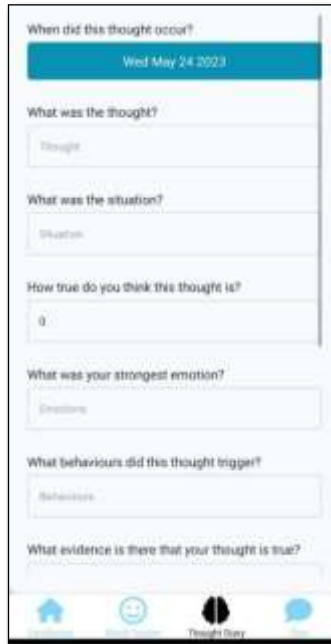 When did this thought occur?
Wed May 24 2023
What was the thought?
Thought
What was the situation?
Situation
How true do you think this thought is?
0
What was your strongest emotion?
Emotions
What behaviours did this thought trigger?
Behaviours
What evidence is there that your thought is true?
Thought Diary